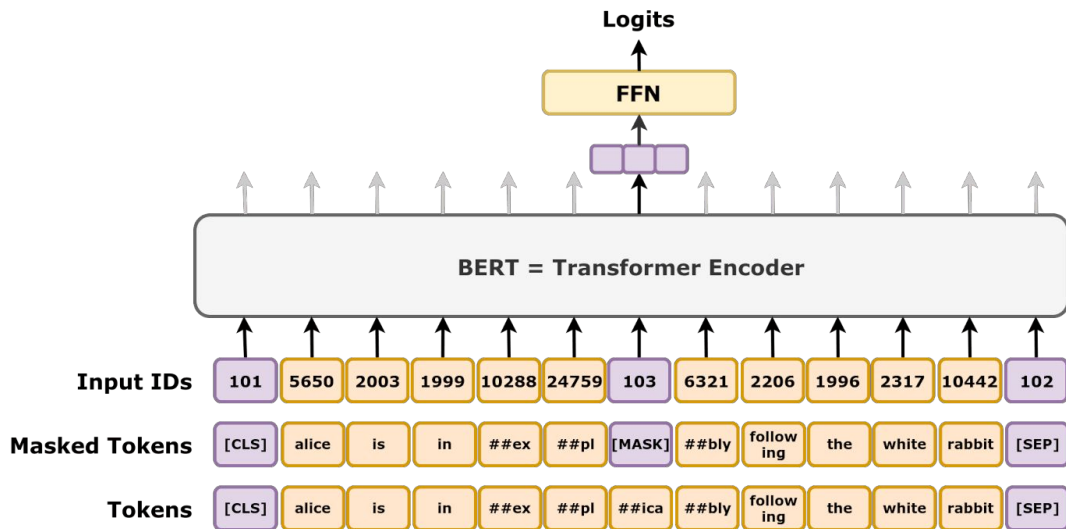 Logits
FFN
BERT = Transformer Encoder
Input IDs 101 5650 2003 1999 10288 24759 103 6321 2206 1996 2317 10442 102
Masked Tokens [CLS] alice is in ##ex ##pl [MASK] ##bly follow ing the white rabbit [SEP]
Tokens [CLS] alice is in ##ex ##pl ##ica ##bly follow ing the white rabbit [SEP]